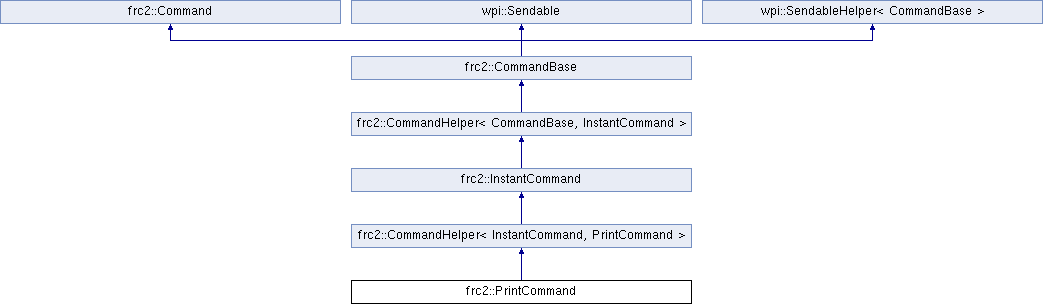 frc2::Command
wpi::Sendable
wpi::SendableHelper< CommandBase >
frc2::CommandBase
frc2::CommandHelper< CommandBase, InstantCommand >
frc2::InstantCommand
frc2::CommandHelper< InstantCommand, PrintCommand >
frc2::PrintCommand